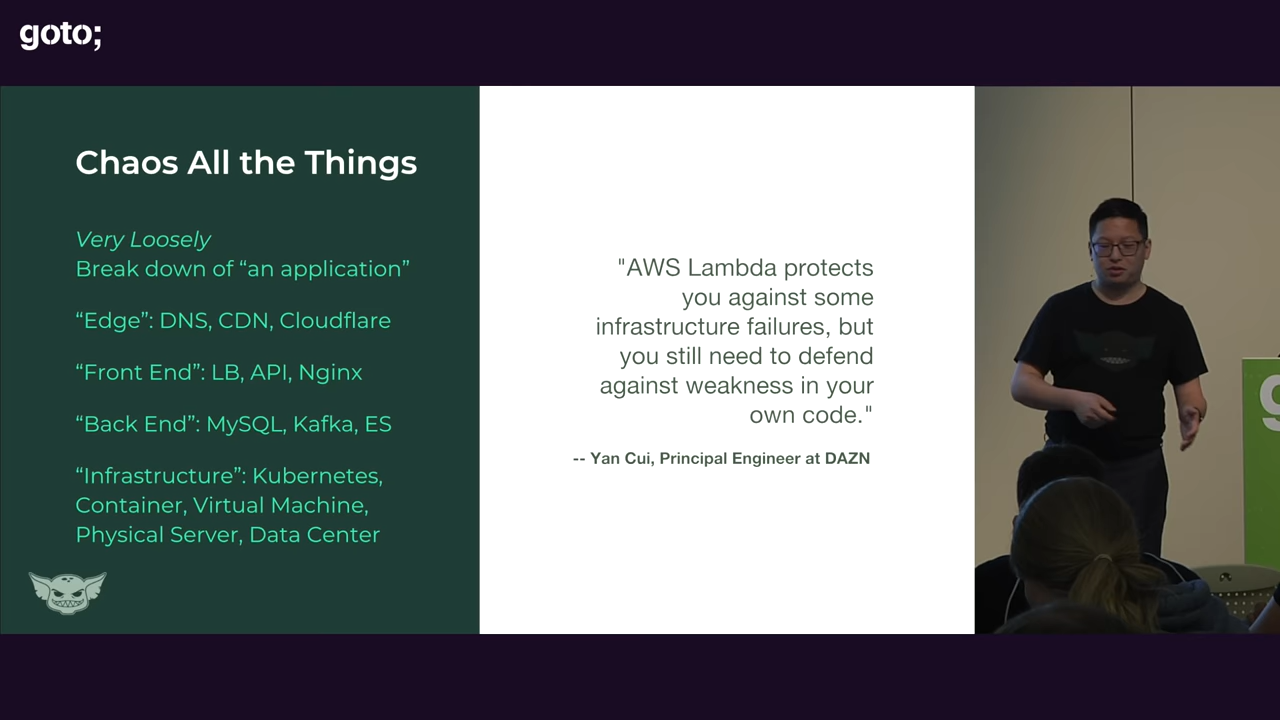 goto;
Chaos All the Things
Very Loosely
Break down of “an application”
“Edge”: DNS, CDN, Cloudflare
“Front End”: LB, API, Nginx
“Back End”: MySQL, Kafka, ES
“Infrastructure”: Kubernetes,
Container, Virtual Machine,
Physical Server, Data Center
"AWS Lambda protects
you against some
infrastructure failures, but
you still need to defend
against weakness in your
own code."
-- Yan Cui, Principal Engineer at DAZN
g